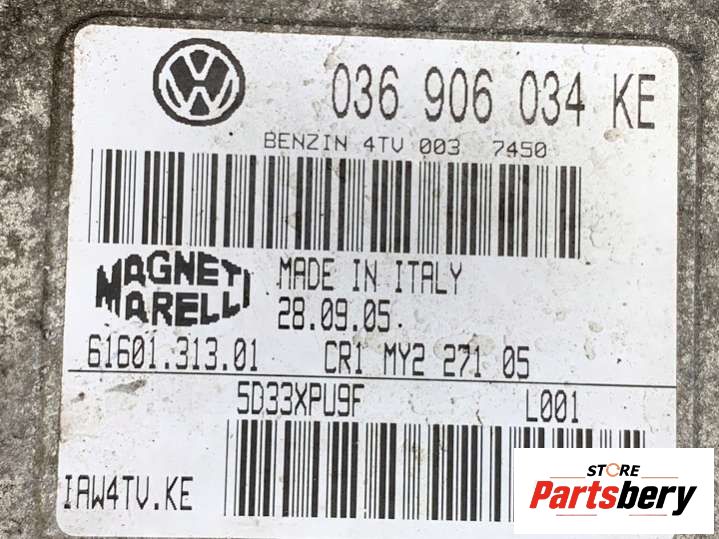 036 906 034 KE
BENZIN 4TV 003 7450
MAGNETI
MARELLI
MADE IN ITALY
28.09.05.
61601.313.01 CR1 MY2 271 05
5D33XPU9F L001
IAW4TV.KE
STORE
Partsbery